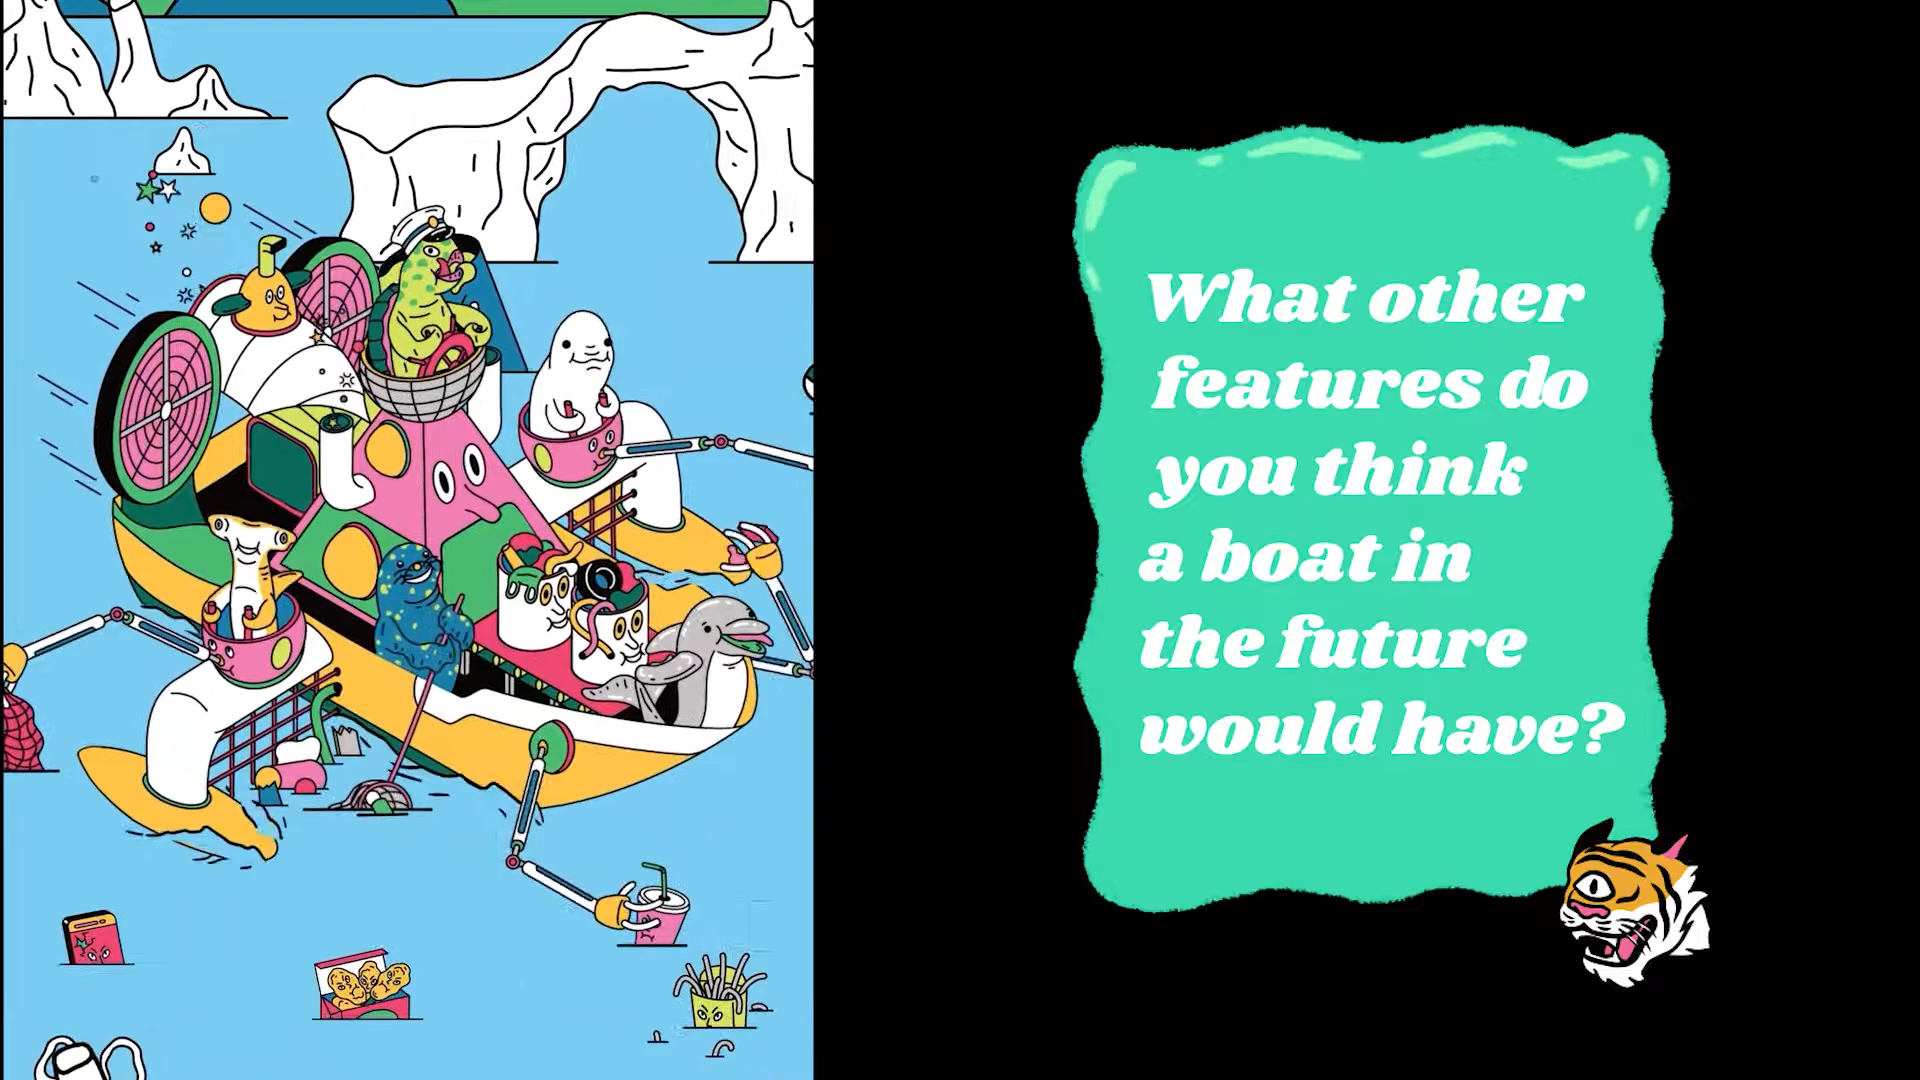 What other
features do
you think
a boat in
the future
would have?